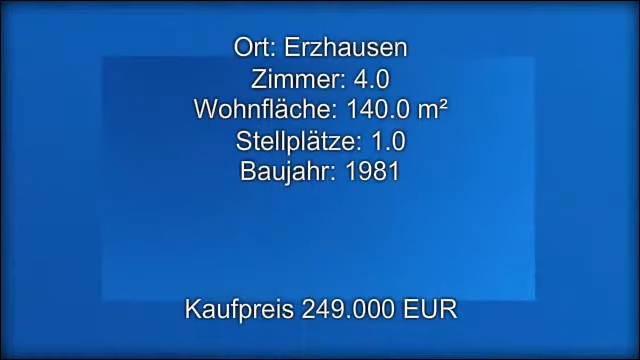 Ort: Erzhausen
Zimmer: 4.0
Wohnfläche: 140.0 m²
Stellplätze: 1.0
Baujahr: 1981
Kaufpreis 249.000 EUR